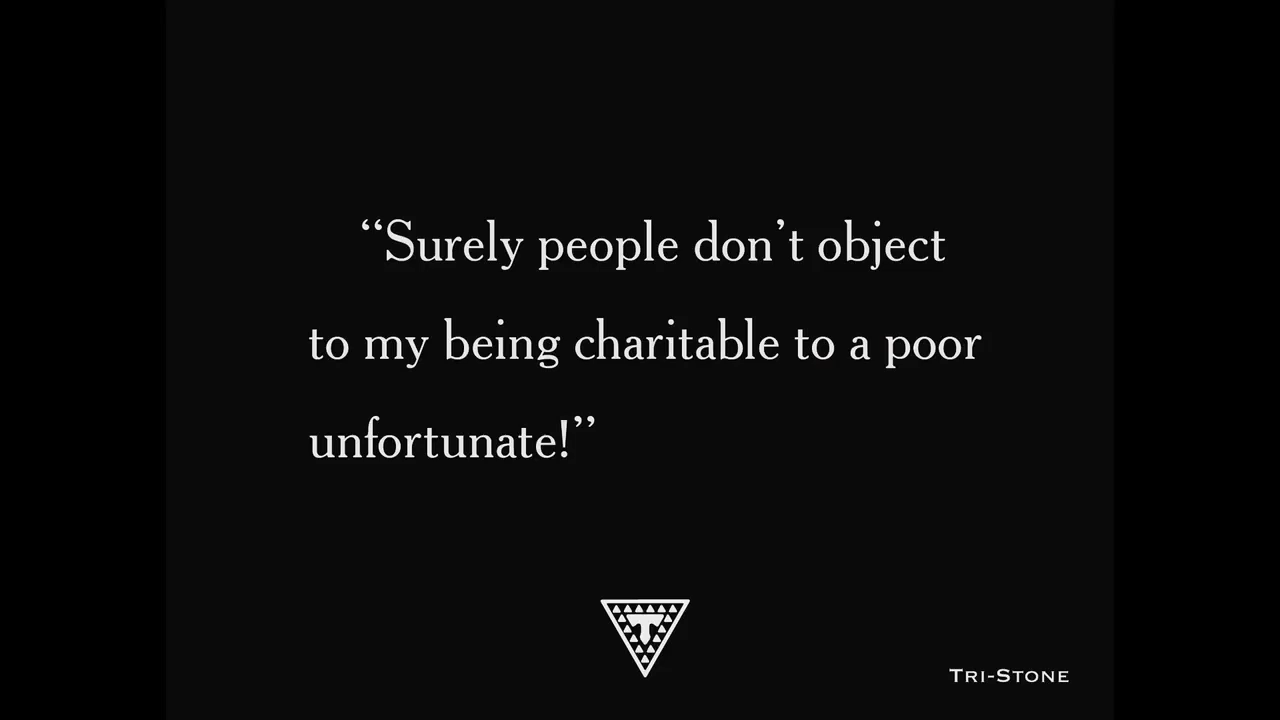 “Surely people don’t object
to my being charitable to a poor
unfortunate!”
T
TRI-STONE